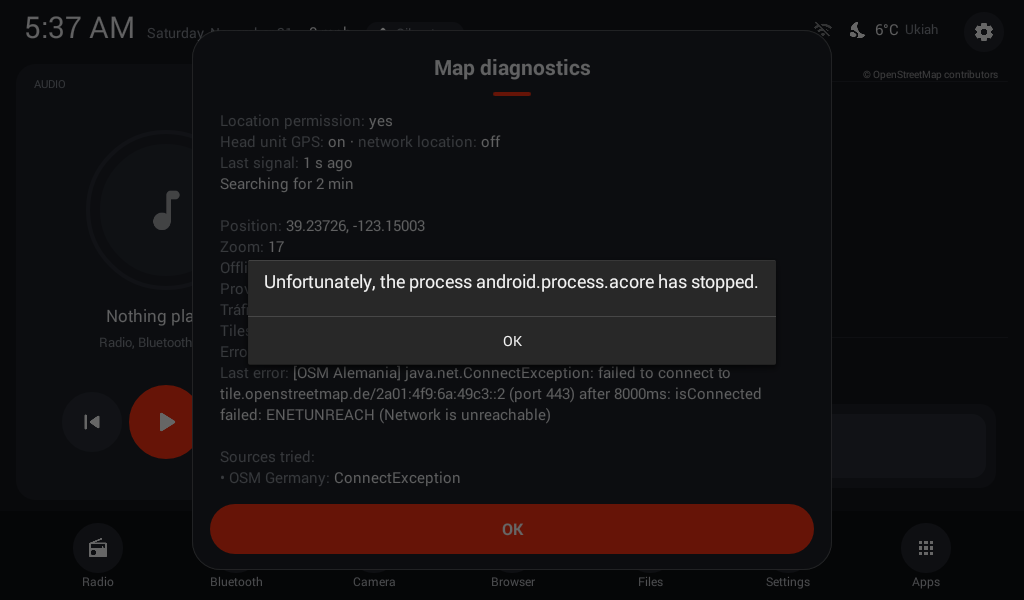 5:37 AM
Saturday,
6°C Ukiah
© OpenStreetMap contributors
AUDIO
Map diagnostics
Location permission: yes
Head unit GPS: on · network location: off
Last signal: 1 s ago
Searching for 2 min
Position: 39.23726, -123.15003
Zoom: 17
Unfortunately, the process android.process.acore has stopped.
OK
Last error: [OSM Alemania] java.net.ConnectException: failed to connect to
tile.openstreetmap.de/2a01:4f9:6a:49c3::2 (port 443) after 8000ms: isConnected
failed: ENETUNREACH (Network is unreachable)
Sources tried:
• OSM Germany: ConnectException
OK
Nothing pla
Radio, Bluetooth
Radio
Bluetooth
Camera
Browser
Files
Settings
Apps